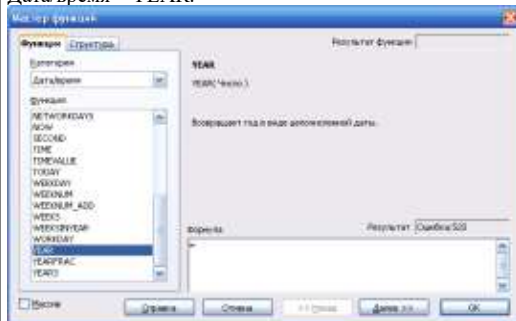 Дата/время – YEAR.
Мастер функций
Функции Структура
Результат функции
Категория
Дата/время
Функция
NETWORKDAYS
NOW
SECOND
TIME
TIMEVALUE
TODAY
WEEKDAY
WEEKNUM
WEEKNUM_ADD
WEEKS
WEEKSINYEAR
WORKDAY
YEAR
YEARFRAC
YEARS
YEAR
YEAR( Число )
Возвращает год в виде целочисленной даты.
Формула
Результат Ошибка:520
=
Массив
Справка
Отмена
<< Назад
Далее >>
ОК